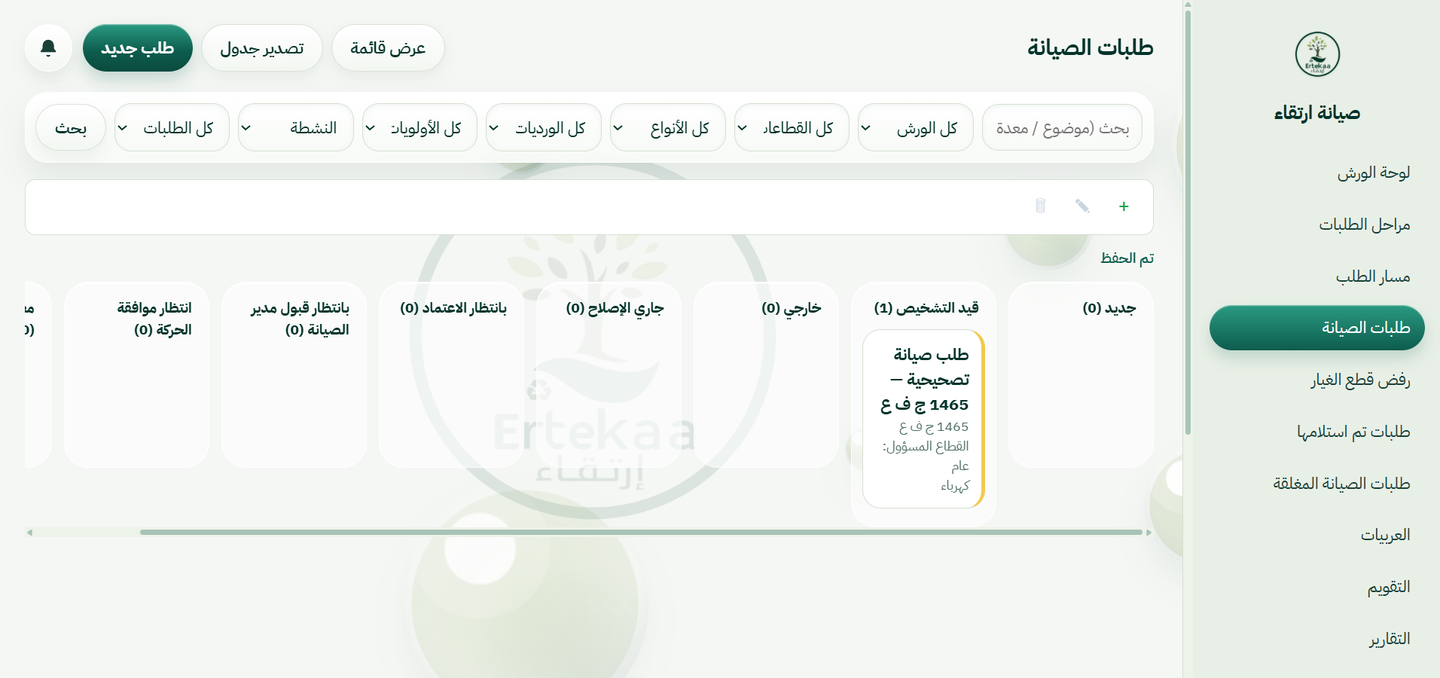 Ertekaa
إرتقاء
صيانة ارتقاء
لوحة الورش
مراحل الطلبات
مسار الطلب
طلبات الصيانة
رفض قطع الغيار
طلبات تم استلامها
طلبات الصيانة المغلقة
العربيات
التقويم
التقارير
طلبات الصيانة
عرض قائمة
تصدير جدول
طلب جديد
بحث (موضوع / معدة
كل الورش
كل القطاعا
كل الأنواع
كل الورديات
كل الأولويات
النشطة
كل الطلبات
بحث
+
تم الحفظ
جديد (0)
قيد التشخيص (1)
طلب صيانة
تصحيحية —
1465 ج ف ع
1465 ج ف ع
القطاع المسؤول:
عام
كهرباء
خارجي (0)
جاري الإصلاح (0)
بانتظار الاعتماد (0)
بانتظار قبول مدير
الصيانة (0)
انتظار موافقة
الحركة (0)
Ertekaa
إرتقاء